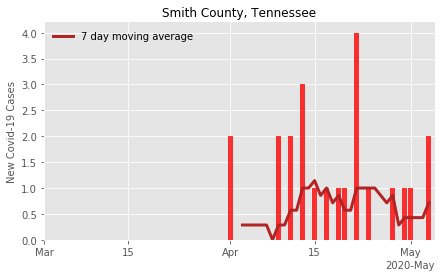 Smith County, Tennessee
7 day moving average
New Covid-19 Cases
4.0
3.5
3.0
2.5
2.0
1.5
1.0
0.5
0.0
Mar 15 Apr 15 May
2020-May